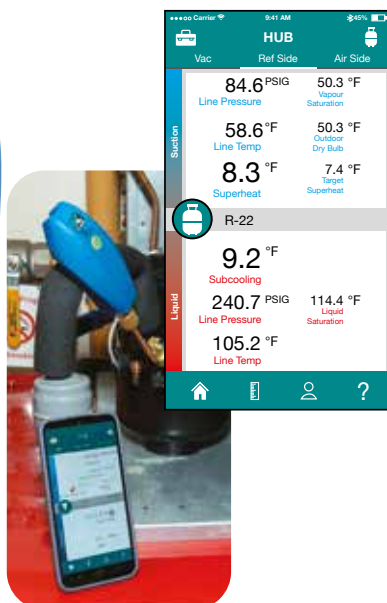 ●●●○○ Carrier 9:41 AM 45%
HUB
Vac Ref Side Air Side
Suction
84.6 PSIG 50.3 °F
Line Pressure Vapour
Saturation
58.6 °F 50.3 °F
Line Temp Outdoor
Dry Bulb
8.3 °F 7.4 °F
Superheat Target
Superheat
R-22
Liquid
9.2 °F
Subcooling
240.7 PSIG 114.4 °F
Line Pressure Liquid
Saturation
105.2 °F
Line Temp
?